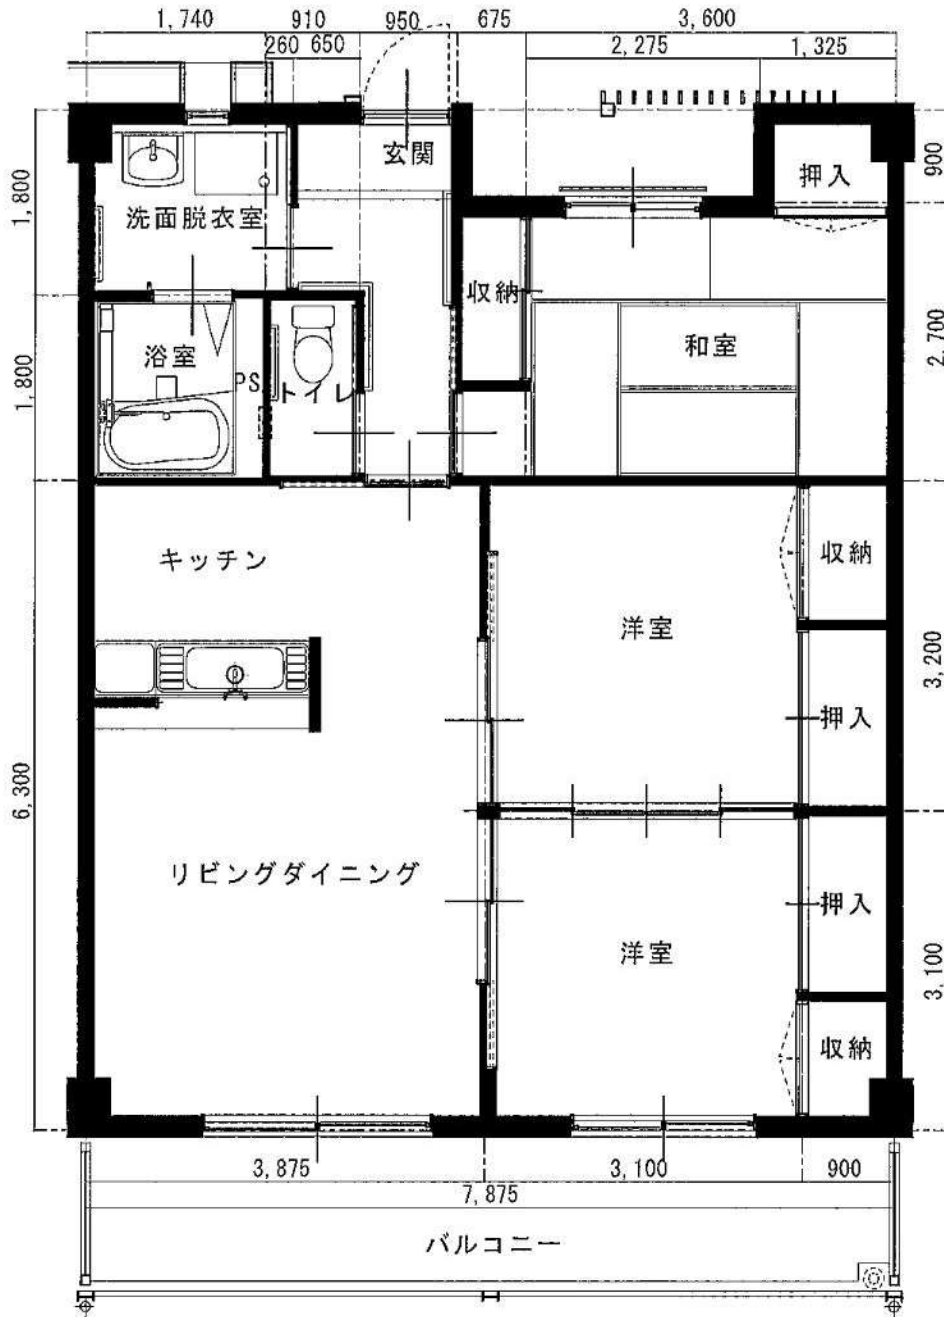 1,740 910 950 675 3,600
260 650 2,275 1,325
玄関
押入
900
1,800
洗面脱衣室
収納
浴室
PS
トイレ
和室
2,700
1,800
キッチン
洋室
収納
3,200
押入
6,300
リビングダイニング
押入
洋室
3,100
収納
3,875 3,100 900
7,875
バルコニー